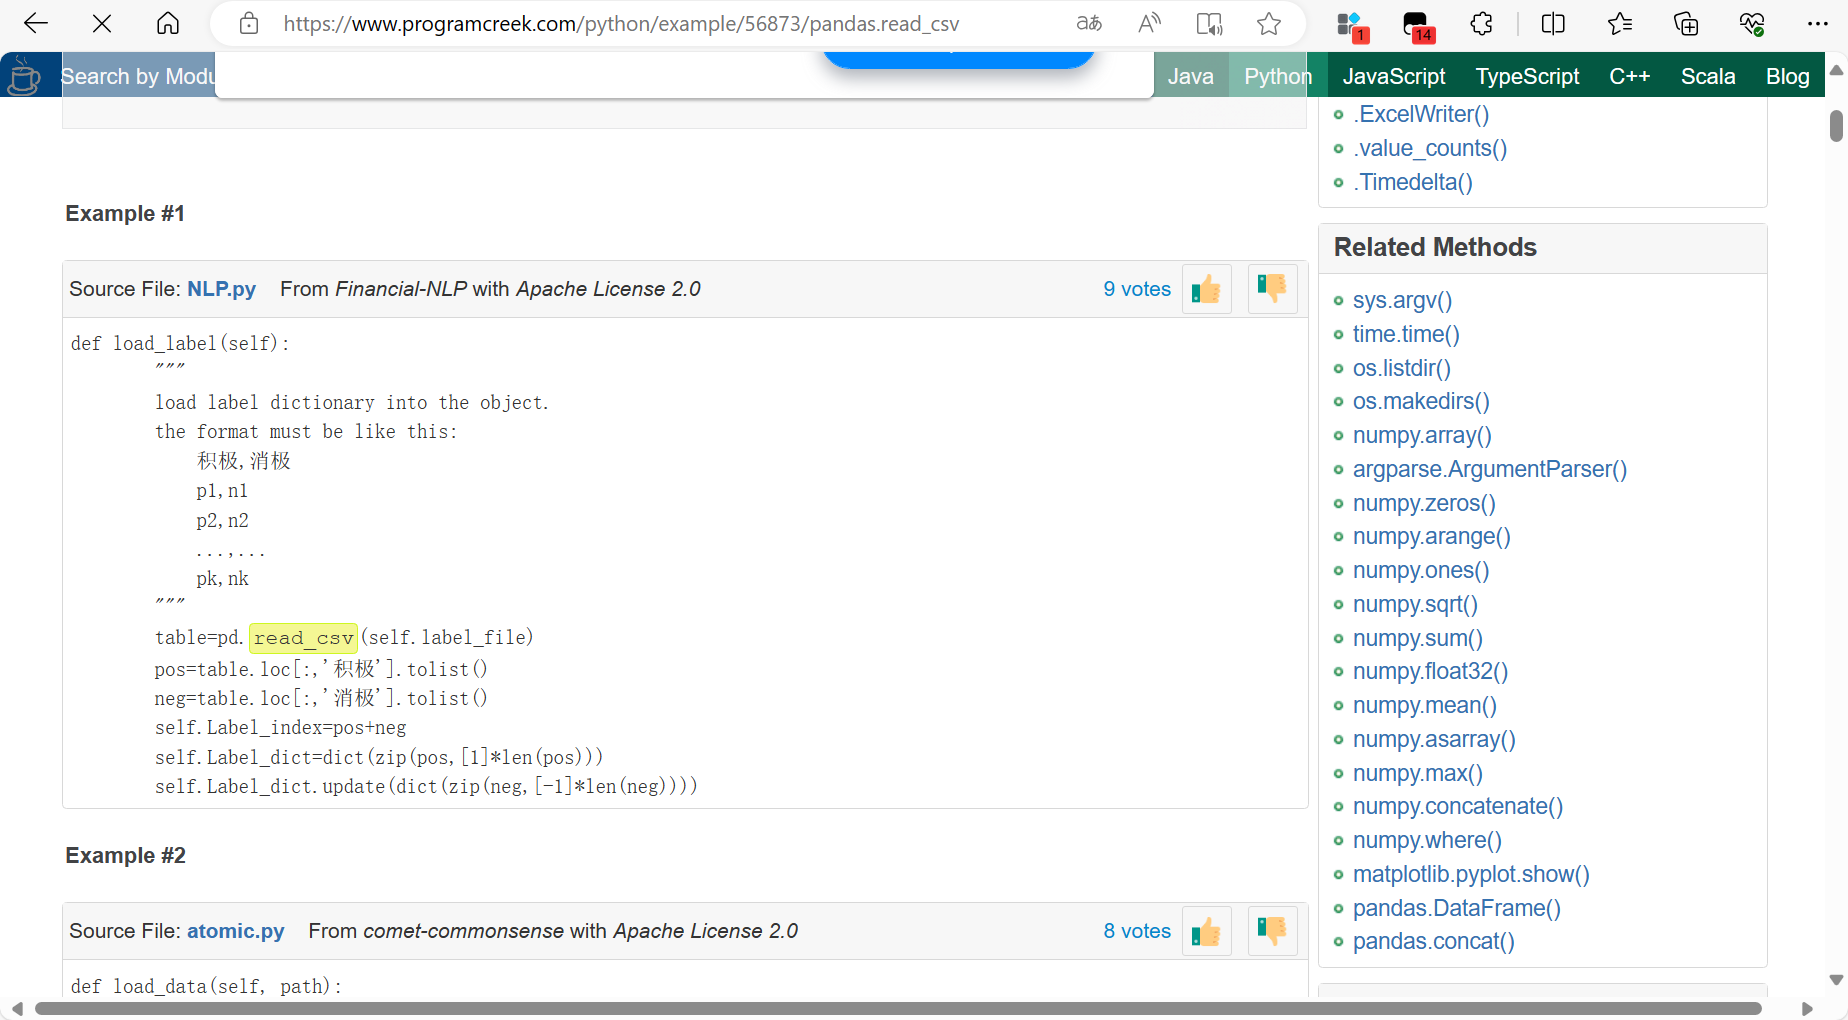 https://www.programcreek.com/python/example/56873/pandas.read_csv
1
14
Search by Modu
Java
Python
JavaScript
TypeScript
C++
Scala
Blog
.ExcelWriter()
.value_counts()
.Timedelta()
Example #1
Source File: NLP.py From Financial-NLP with Apache License 2.0
9 votes
def load_label(self):
"""
load label dictionary into the object.
the format must be like this:
积极,消极
p1,n1
p2,n2
...,...
pk,nk
"""
table=pd.read_csv(self.label_file)
pos=table.loc[:,'积极'].tolist()
neg=table.loc[:,'消极'].tolist()
self.Label_index=pos+neg
self.Label_dict=dict(zip(pos,[1]*len(pos)))
self.Label_dict.update(dict(zip(neg,[-1]*len(neg))))
Example #2
Source File: atomic.py From comet-commonsense with Apache License 2.0
8 votes
def load_data(self, path):
Related Methods
sys.argv()
time.time()
os.listdir()
os.makedirs()
numpy.array()
argparse.ArgumentParser()
numpy.zeros()
numpy.arange()
numpy.ones()
numpy.sqrt()
numpy.sum()
numpy.float32()
numpy.mean()
numpy.asarray()
numpy.max()
numpy.concatenate()
numpy.where()
matplotlib.pyplot.show()
pandas.DataFrame()
pandas.concat()